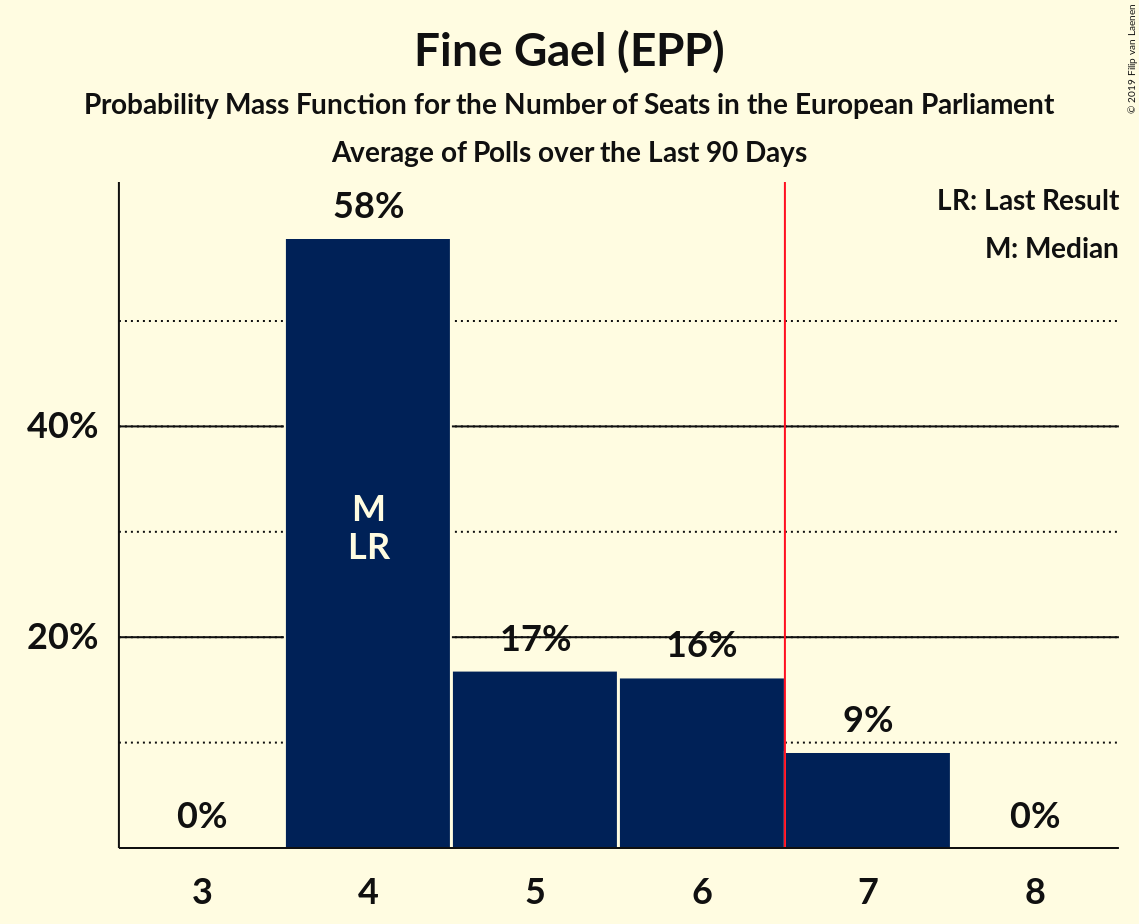 Fine Gael (EPP)
Probability Mass Function for the Number of Seats in the European Parliament
Average of Polls over the Last 90 Days
© 2019 Filip van Laenen
LR: Last Result
M: Median
58%
40%
M
LR
20%
17%
16%
9%
0%
0%
3 4 5 6 7 8